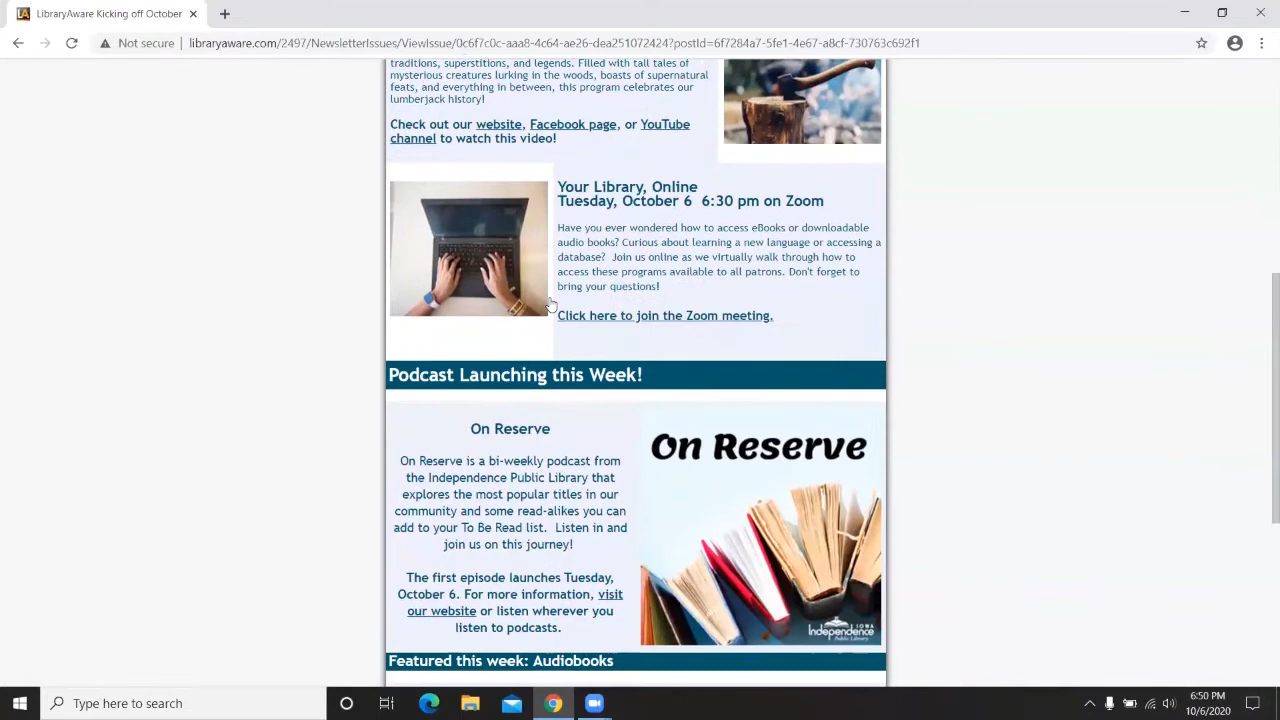 LibraryAware Kicking off October
Not secure
libraryaware.com/2497/NewsletterIssues/ViewIssue/0c6f7c0c-aaa8-4c64-ae26-dea251072424?postId=6f7284a7-5fe1-4e67-a8cf-730763c692f1
traditions, superstitions, and legends. Filled with tall tales of
mysterious creatures lurking in the woods, boasts of supernatural
feats, and everything in between, this program celebrates our
lumberjack history!
Check out our website, Facebook page, or YouTube
channel to watch this video!
Your Library, Online
Tuesday, October 6 6:30 pm on Zoom
Have you ever wondered how to access eBooks or downloadable
audio books? Curious about learning a new language or accessing a
database? Join us online as we virtually walk through how to
access these programs available to all patrons. Don't forget to
bring your questions!
Click here to join the Zoom meeting.
Podcast Launching this Week!
On Reserve
On Reserve is a bi-weekly podcast from
the Independence Public Library that
explores the most popular titles in our
community and some read-alikes you can
add to your To Be Read list. Listen in and
join us on this journey!
The first episode launches Tuesday,
October 6. For more information, visit
our website or listen wherever you
listen to podcasts.
On Reserve
IOWA
Independence
Public Library
Featured this week: Audiobooks
Type here to search
6:50 PM
10/6/2020